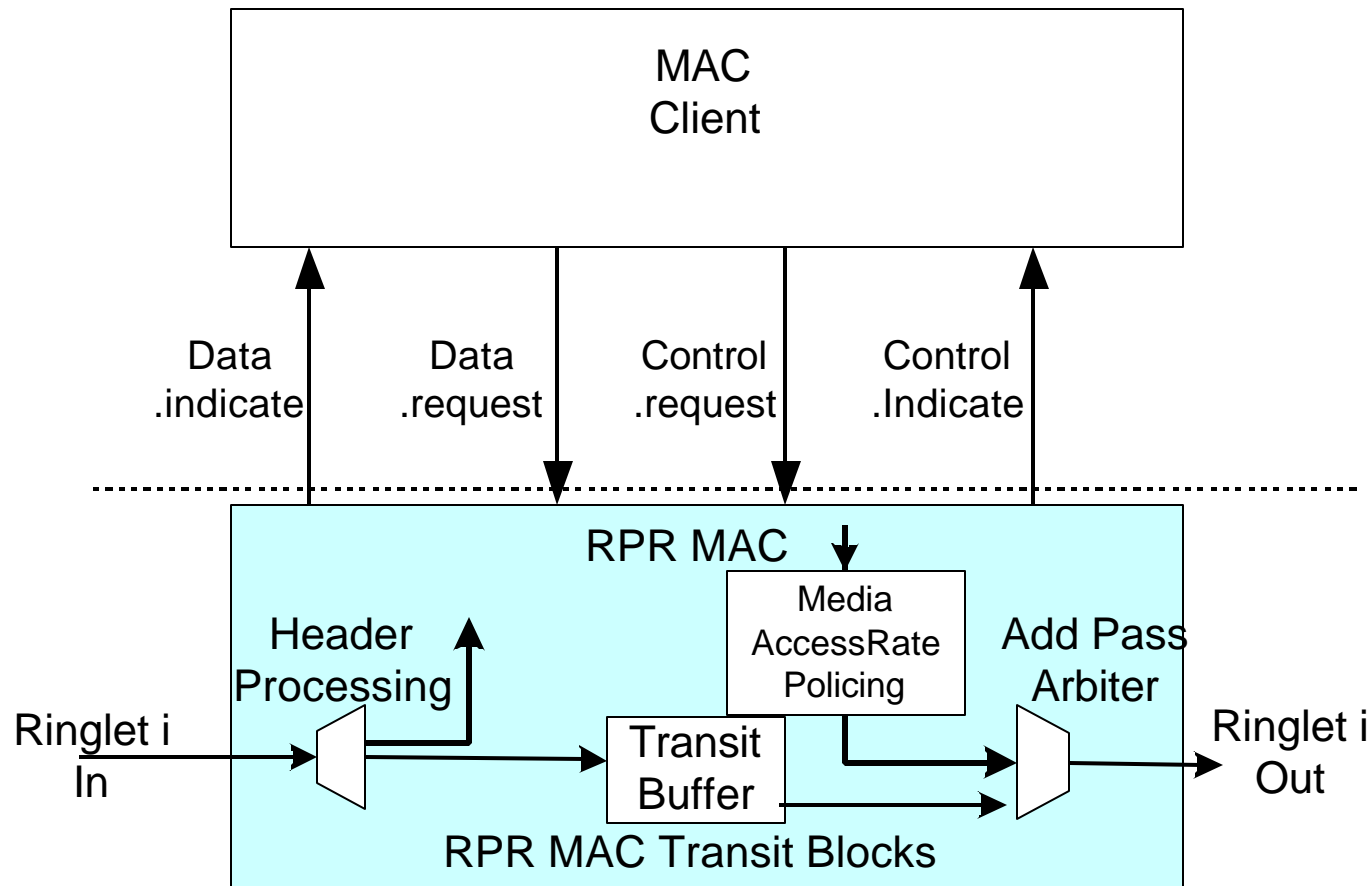 MAC
Client
Data
.indicate
Data
.request
Control
.request
Control
.Indicate
RPR MAC
Media
AccessRate
Policing
Header
Processing
Add Pass
Arbiter
Ringlet i
In
Transit
Buffer
Ringlet i
Out
RPR MAC Transit Blocks